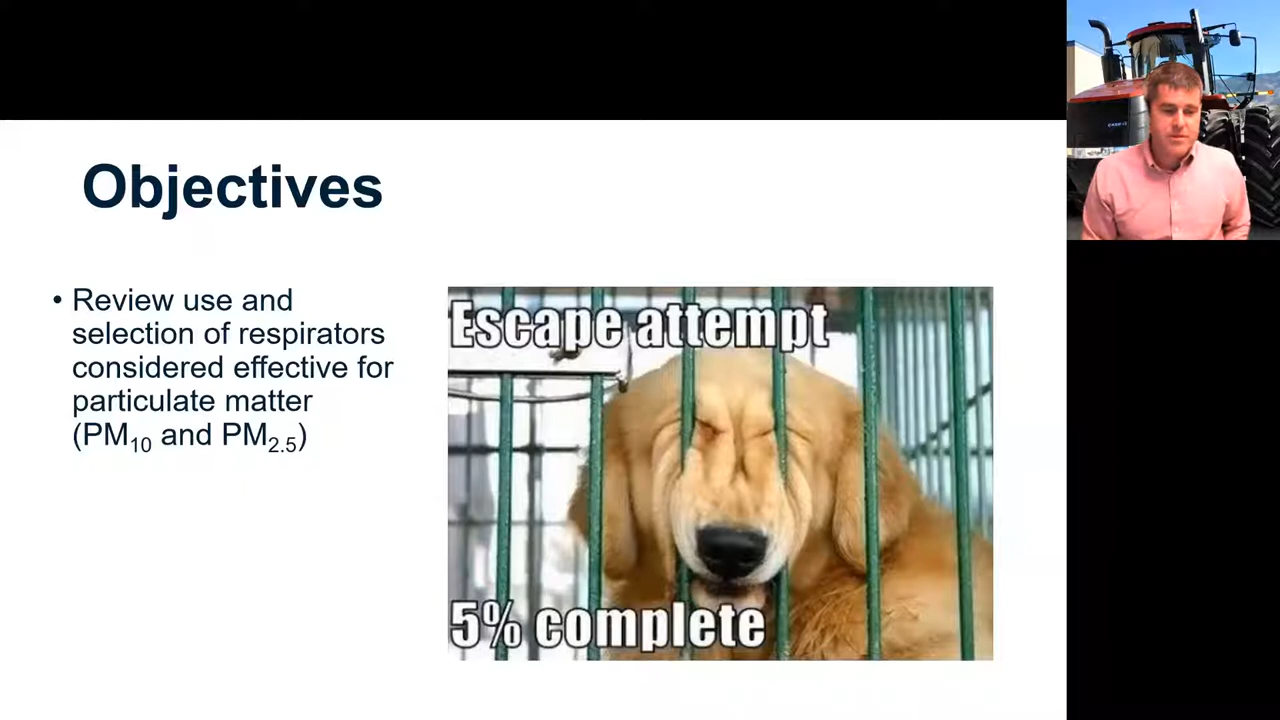 Objectives
• Review use and
selection of respirators
considered effective for
particulate matter
(PM10 and PM2.5)
Escape attempt
5% complete